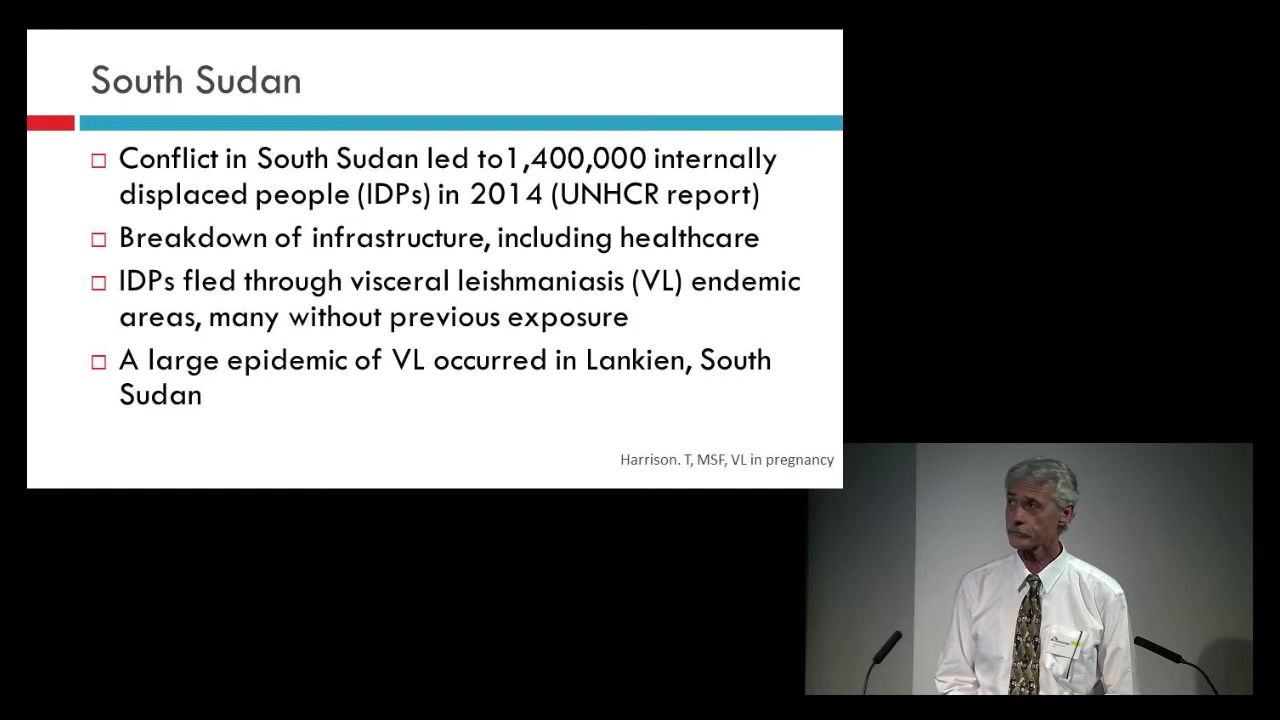 South Sudan
Conflict in South Sudan led to1,400,000 internally
displaced people (IDPs) in 2014 (UNHCR report)
Breakdown of infrastructure, including healthcare
IDPs fled through visceral leishmaniasis (VL) endemic
areas, many without previous exposure
A large epidemic of VL occurred in Lankien, South
Sudan
Harrison. T, MSF, VL in pregnancy